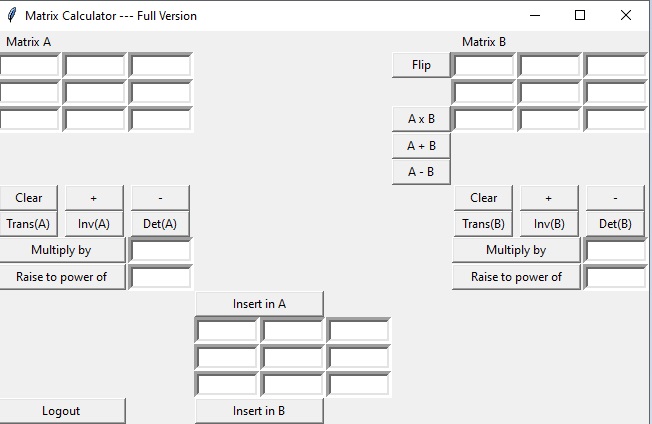 Matrix Calculator --- Full Version
Matrix A
Matrix B
Flip
A x B
A + B
A - B
Clear + -
Clear + -
Trans(A) Inv(A) Det(A)
Trans(B) Inv(B) Det(B)
Multiply by
Multiply by
Raise to power of
Raise to power of
Insert in A
Logout
Insert in B